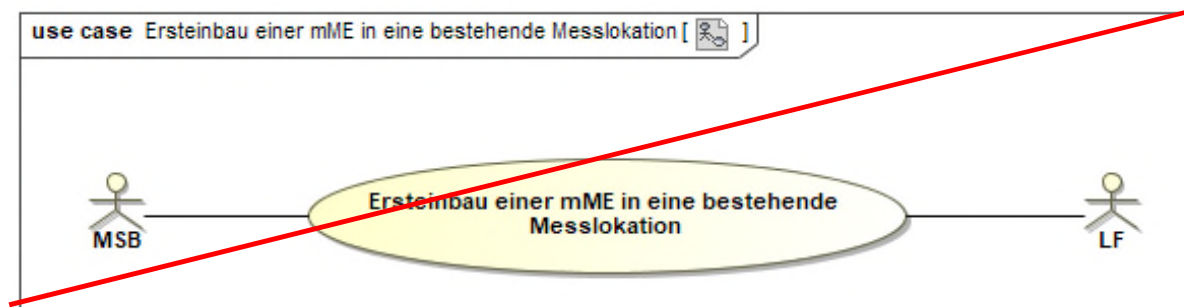 use case Ersteinbau einer mME in eine bestehende Messlokation [ ]
Ersteinbau einer mME in eine bestehende
Messlokation
MSB
LF